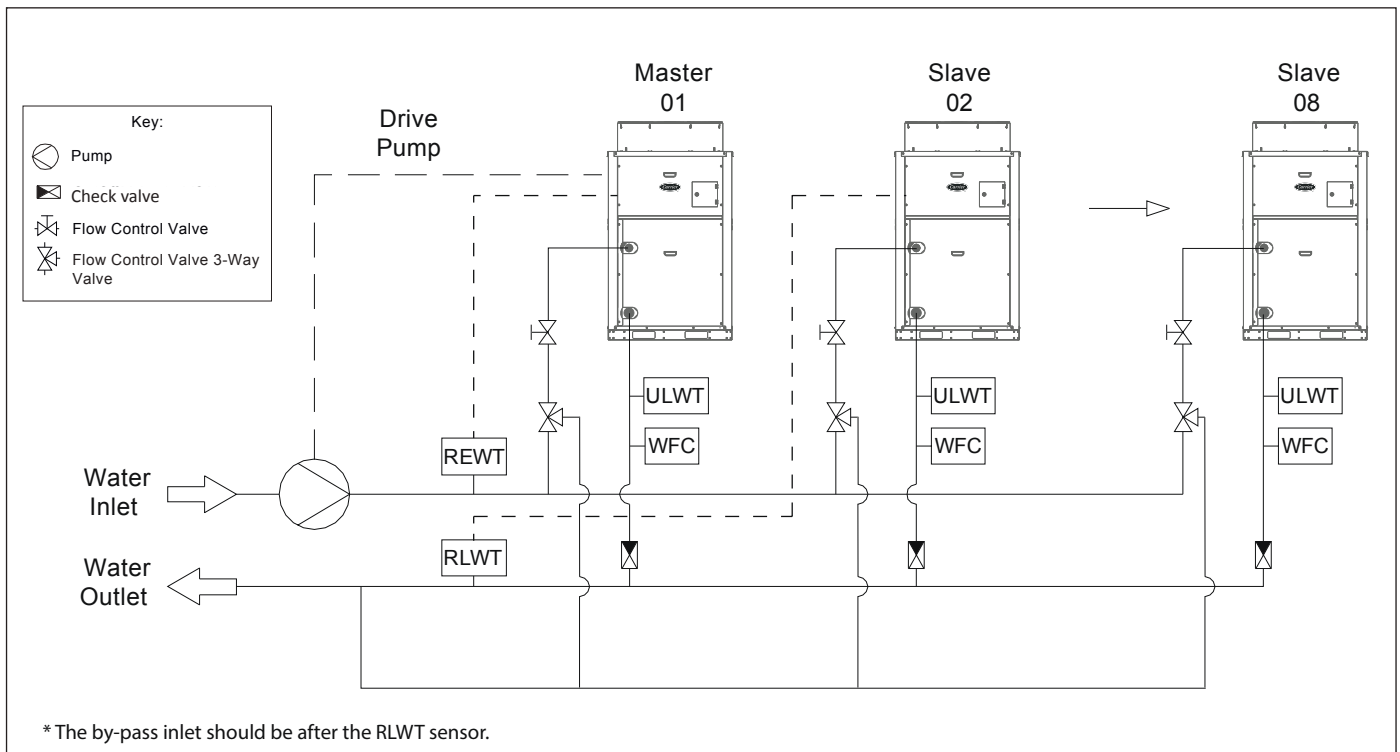 Master
01
Slave
02
Slave
08
Key:
Pump
Check valve
Flow Control Valve
Flow Control Valve 3-Way
Valve
Drive
Pump
ULWT
ULWT
ULWT
WFC
WFC
WFC
REWT
Water
Inlet
RLWT
Water
Outlet
* The by-pass inlet should be after the RLWT sensor.